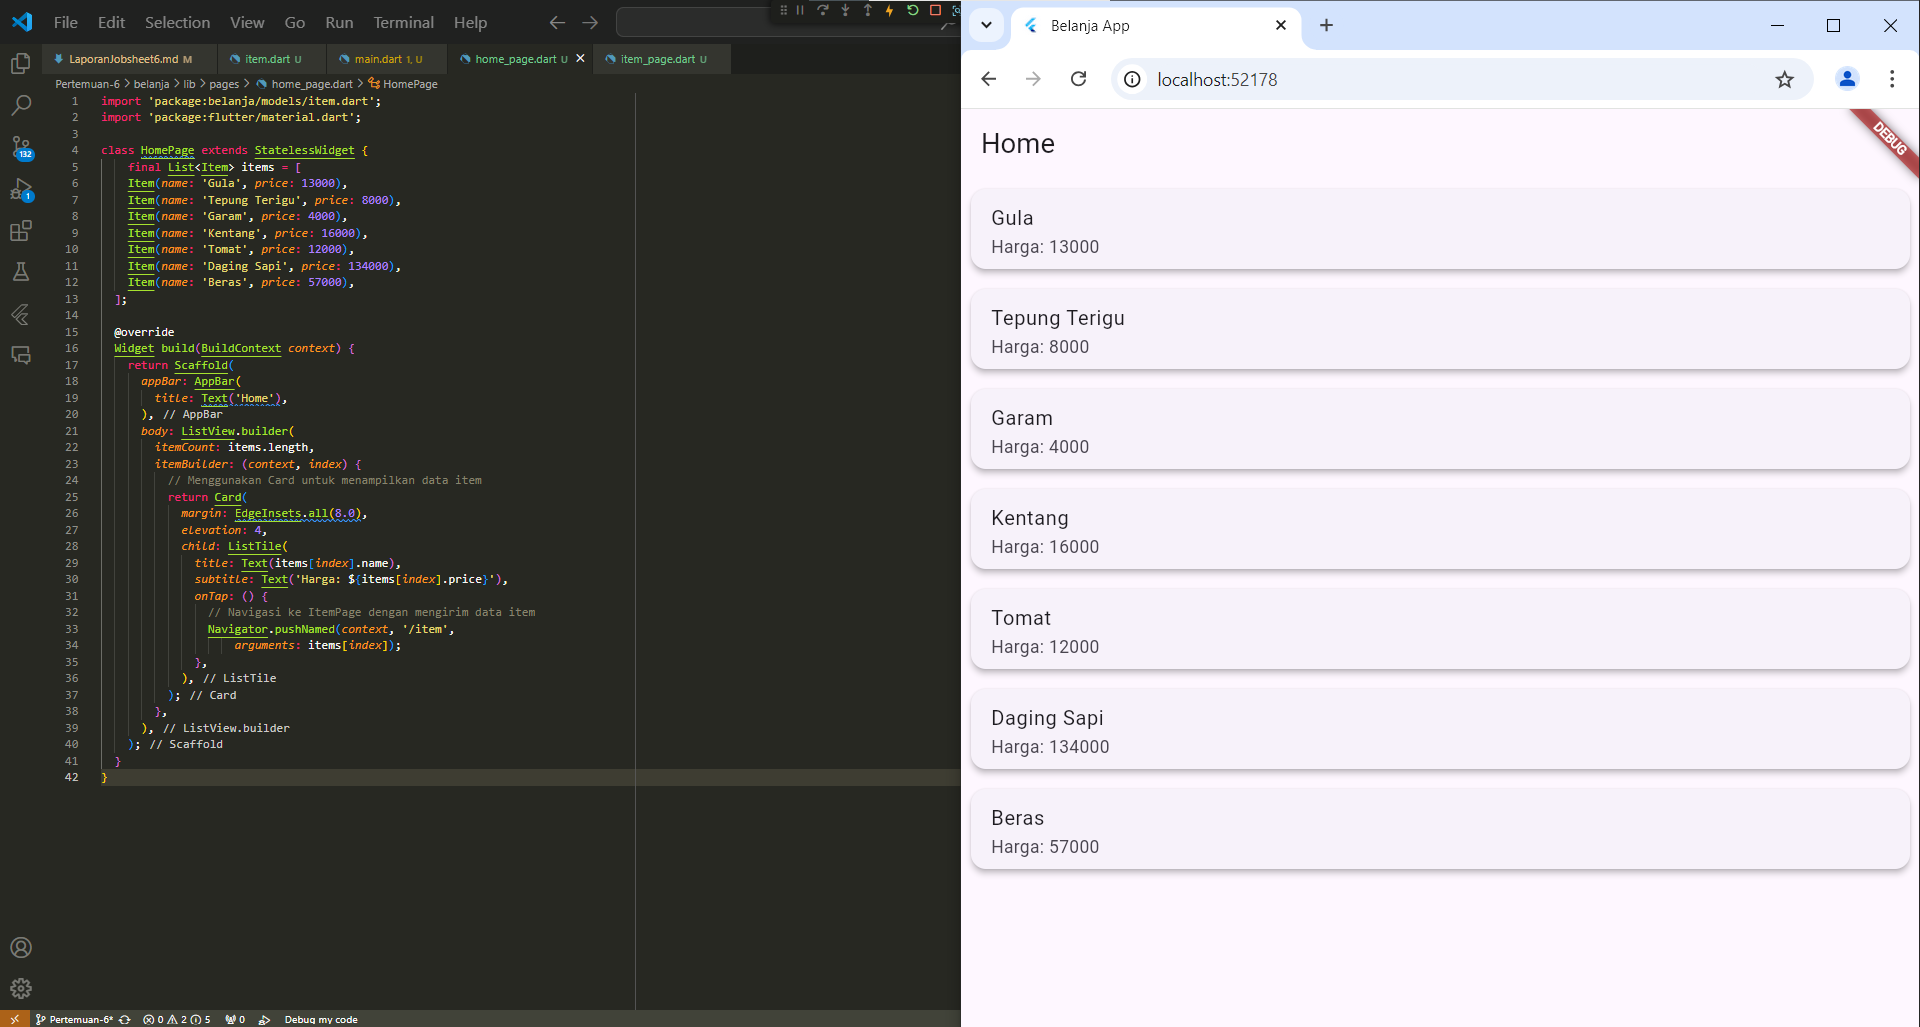 File Edit Selection View Go Run Terminal Help
LaporanJobsheet6.md M item.dart U main.dart 1, U home_page.dart U item_page.dart U
Pertemuan-6 > belanja > lib > pages > home_page.dart > HomePage
1 import 'package:belanja/models/item.dart';
2 import 'package:flutter/material.dart';
3
4 class HomePage extends StatelessWidget {
5 final List<Item> items = [
6 Item(name: 'Gula', price: 13000),
7 Item(name: 'Tepung Terigu', price: 8000),
8 Item(name: 'Garam', price: 4000),
9 Item(name: 'Kentang', price: 16000),
10 Item(name: 'Tomat', price: 12000),
11 Item(name: 'Daging Sapi', price: 134000),
12 Item(name: 'Beras', price: 57000),
13 ];
14
15 @override
16 Widget build(BuildContext context) {
17 return Scaffold(
18 appBar: AppBar(
19 title: Text('Home'),
20 ), // AppBar
21 body: ListView.builder(
22 itemCount: items.length,
23 itemBuilder: (context, index) {
24 // Menggunakan Card untuk menampilkan data item
25 return Card(
26 margin: EdgeInsets.all(8.0),
27 elevation: 4,
28 child: ListTile(
29 title: Text(items[index].name),
30 subtitle: Text('Harga: ${items[index].price}'),
31 onTap: () {
32 // Navigasi ke ItemPage dengan mengirim data item
33 Navigator.pushNamed(context, '/item',
34 arguments: items[index]);
35 },
36 ), // ListTile
37 ); // Card
38 },
39 ), // ListView.builder
40 ); // Scaffold
41 }
42 }
132
1
Pertemuan-6* 0 2 5 0 Debug my code
Belanja App
localhost:52178
DEBUG
Home
Gula
Harga: 13000
Tepung Terigu
Harga: 8000
Garam
Harga: 4000
Kentang
Harga: 16000
Tomat
Harga: 12000
Daging Sapi
Harga: 134000
Beras
Harga: 57000